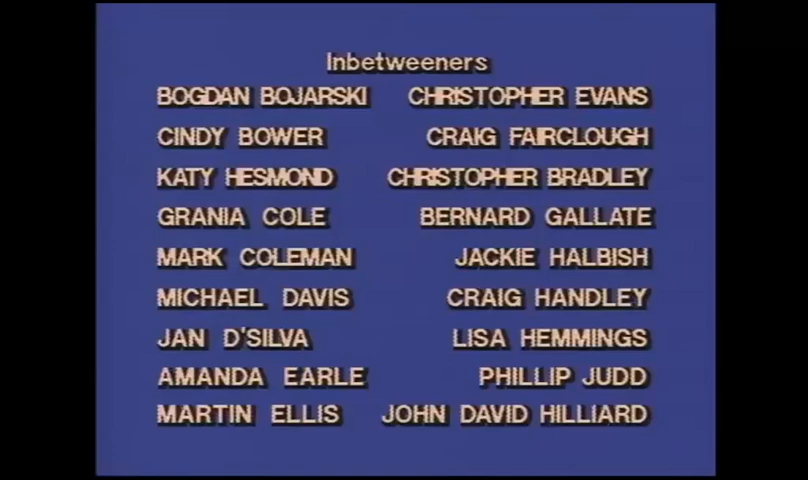 Inbetweeners
BOGDAN BOJARSKI CHRISTOPHER EVANS
CINDY BOWER CRAIG FAIRCLOUGH
KATY HESMOND CHRISTOPHER BRADLEY
GRANIA COLE BERNARD GALLATE
MARK COLEMAN JACKIE HALBISH
MICHAEL DAVIS CRAIG HANDLEY
JAN D'SILVA LISA HEMMINGS
AMANDA EARLE PHILLIP JUDD
MARTIN ELLIS JOHN DAVID HILLIARD